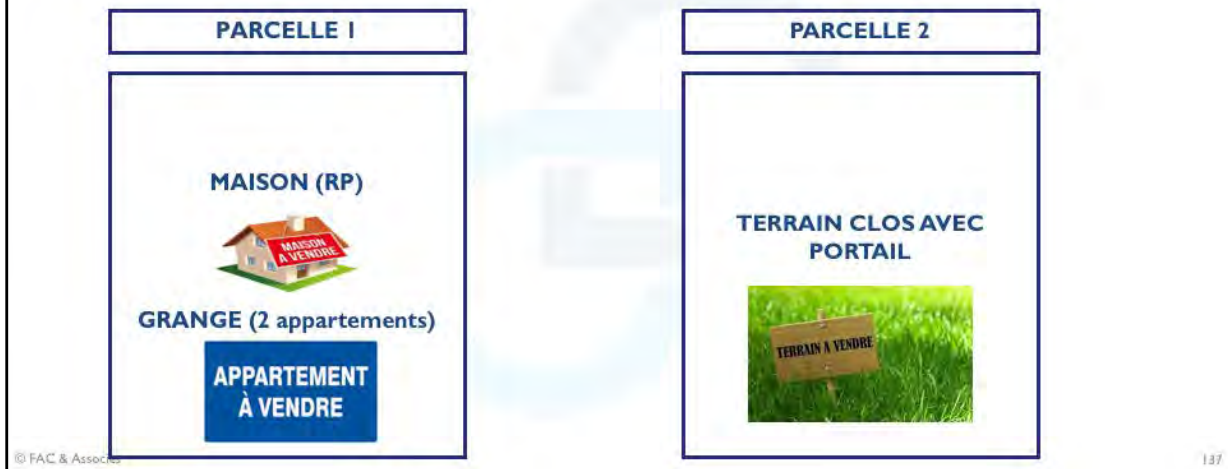 PARCELLE 1
PARCELLE 2
MAISON (RP)
MAISON
A VENDRE
GRANGE (2 appartements)
APPARTEMENT
À VENDRE
TERRAIN CLOS AVEC
PORTAIL
TERRAIN A VENDRE
© FAC & Associés
137